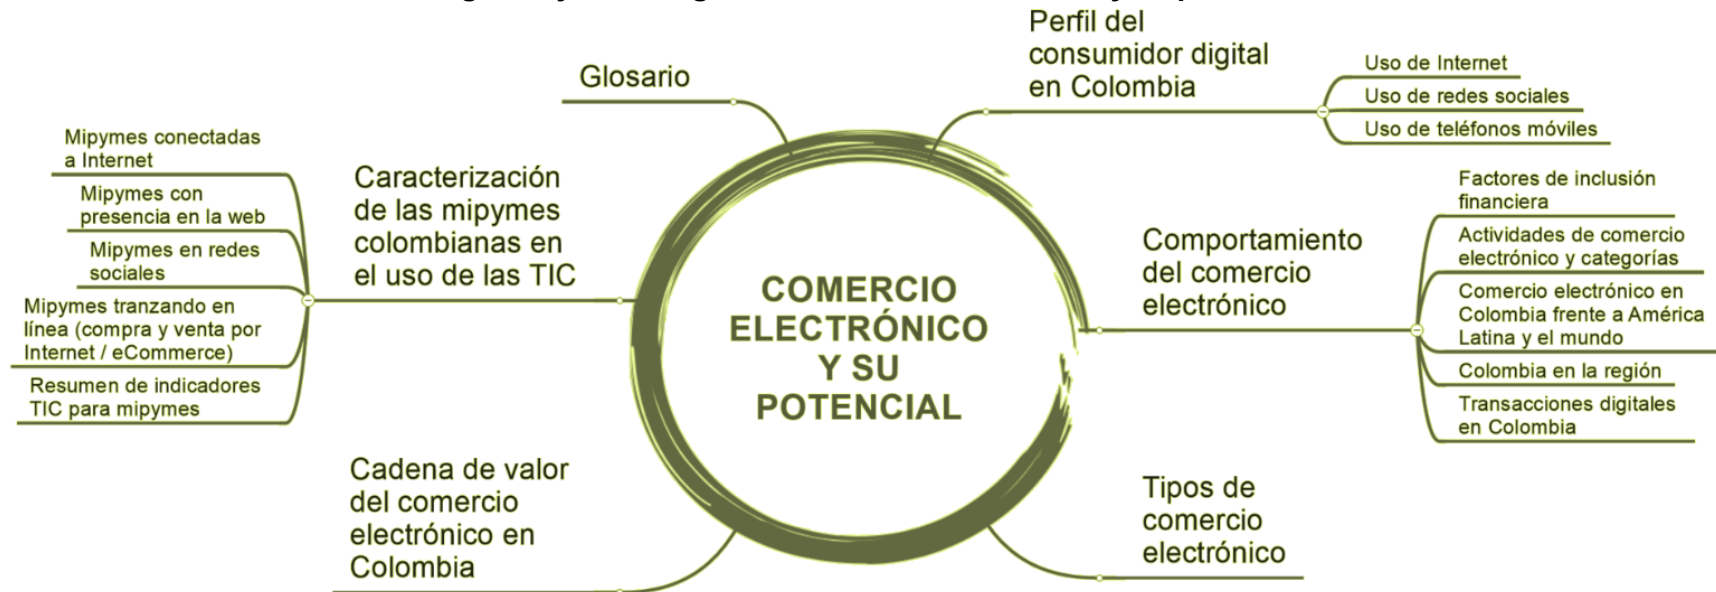 Glosario
Perfil del
consumidor digital
en Colombia
Uso de Internet
Uso de redes sociales
Uso de teléfonos móviles
Mipymes conectadas
a Internet
Mipymes con
presencia en la web
Mipymes en redes
sociales
Mipymes tranzando en
línea (compra y venta por
Internet / eCommerce)
Resumen de indicadores
TIC para mipymes
Caracterización
de las mipymes
colombianas en
el uso de las TIC
COMERCIO
ELECTRÓNICO
Y SU
POTENCIAL
Comportamiento
del comercio
electrónico
Factores de inclusión
financiera
Actividades de comercio
electrónico y categorías
Comercio electrónico en
Colombia frente a América
Latina y el mundo
Colombia en la región
Transacciones digitales
en Colombia
Cadena de valor
del comercio
electrónico en
Colombia
Tipos de
comercio
electrónico